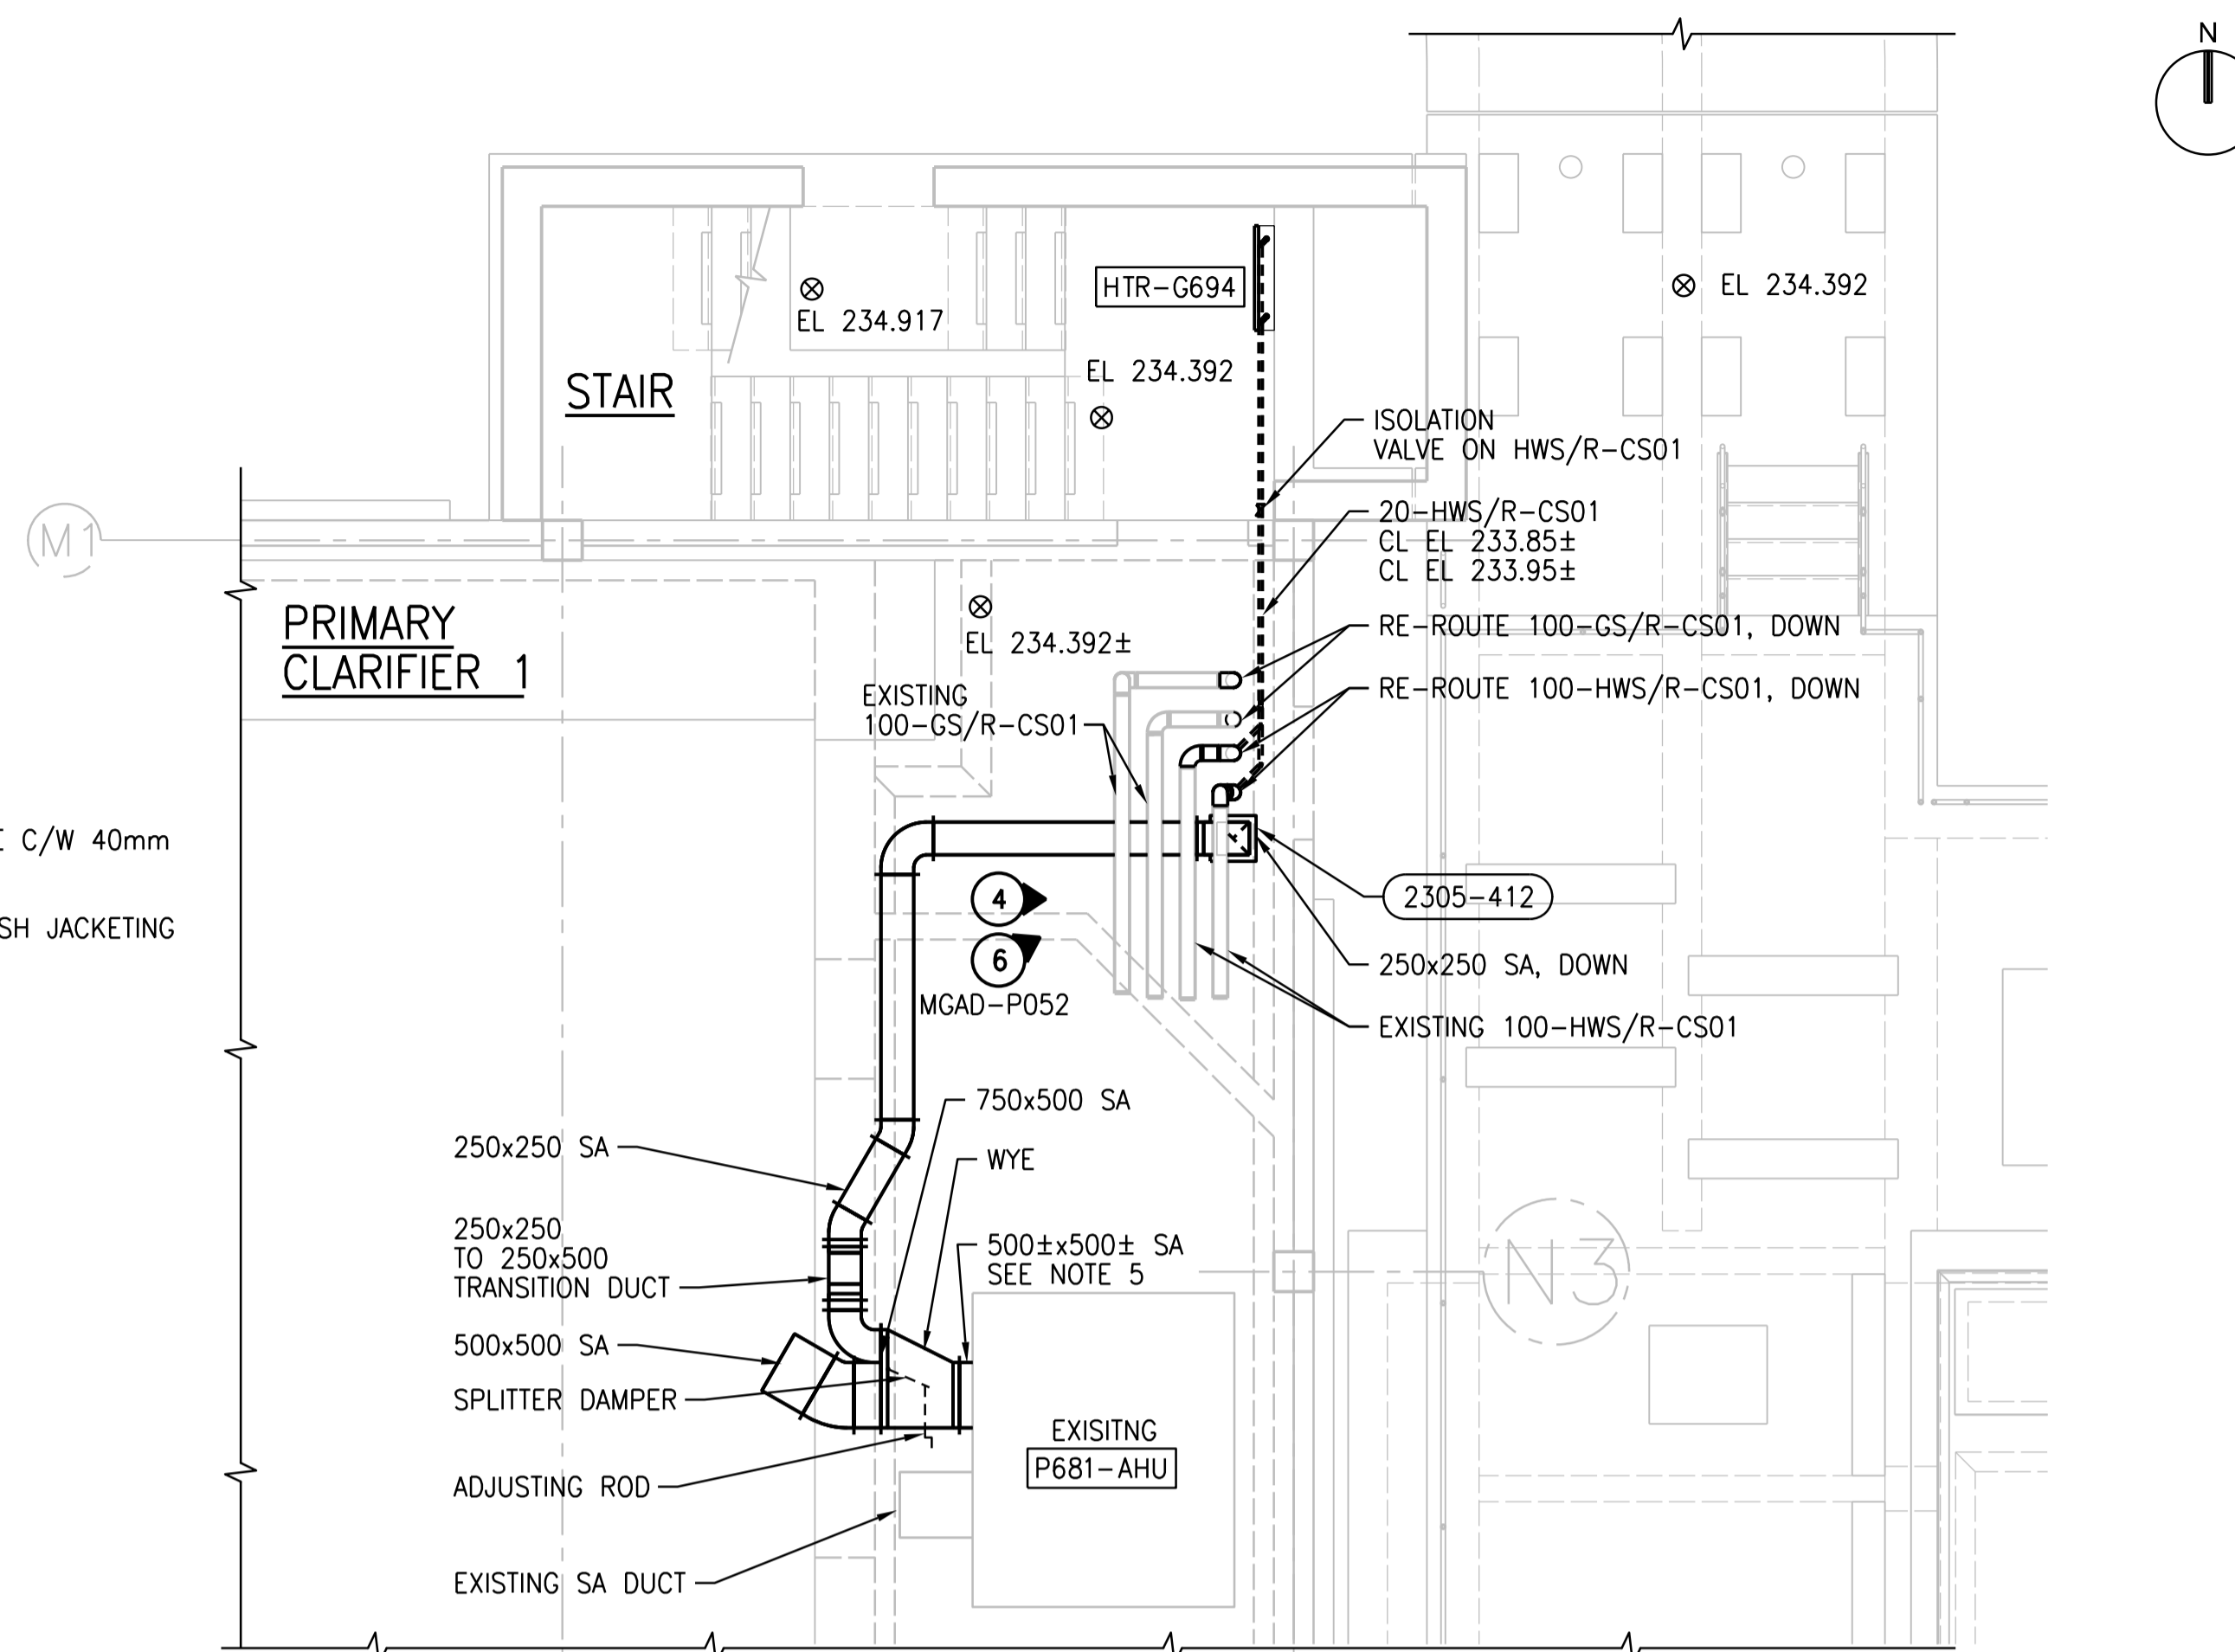 N
HTR-G694
EL 234.392
EL 234.917
EL 234.392
STAIR
ISOLATION
VALVE ON HWS/R-CS01
20-HWS/R-CS01
CL EL 233.85±
CL EL 233.95±
M1
PRIMARY
CLARIFIER 1
EL 234.392±
RE-ROUTE 100-GS/R-CS01, DOWN
EXISTING
100-GS/R-CS01
RE-ROUTE 100-HWS/R-CS01, DOWN
C/W 40mm
JACKETING
4
2305-412
6
MGAD-P052
250x250 SA, DOWN
EXISTING 100-HWS/R-CS01
750x500 SA
250x250 SA
WYE
250x250
TO 250x500
TRANSITION DUCT
500±x500± SA
SEE NOTE 5
N3
500x500 SA
SPLITTER DAMPER
EXISITNG
P681-AHU
ADJUSTING ROD
EXISTING SA DUCT